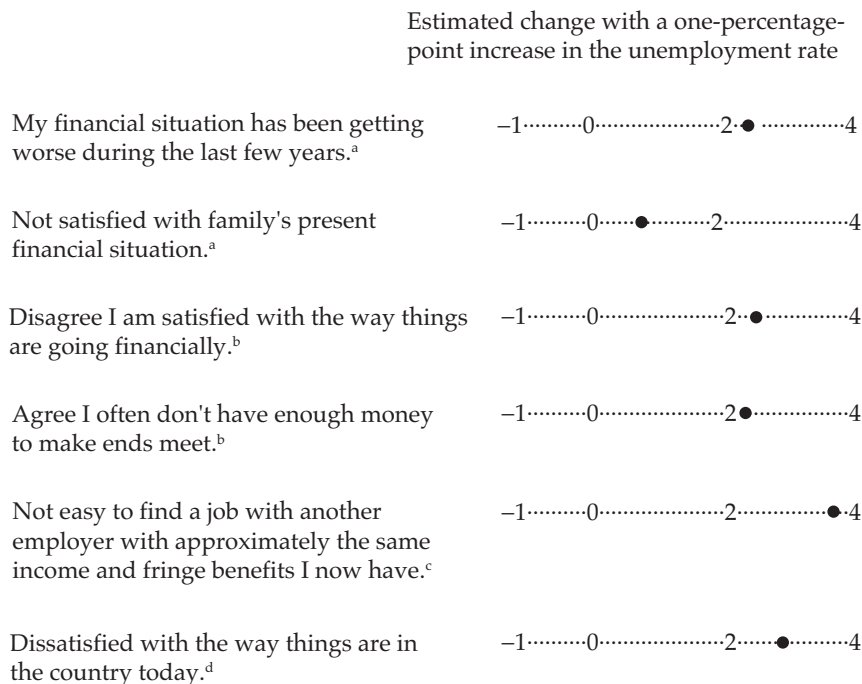 Estimated change with a one-percentage-
point increase in the unemployment rate
My financial situation has been getting
worse during the last few years.ᵃ
–1·········0····················2··● ··············4
Not satisfied with family's present
financial situation.ᵃ
–1·········0······●··········2·····················4
Disagree I am satisfied with the way things
are going financially.ᵇ
–1·········0·····················2··●·············4
Agree I often don't have enough money
to make ends meet.ᵇ
–1·········0·····················2·●················4
Not easy to find a job with another
employer with approximately the same
income and fringe benefits I now have.ᶜ
–1·········0·····················2················●··4
Dissatisfied with the way things are in
the country today.ᵈ
–1·········0·····················2·······●··········4